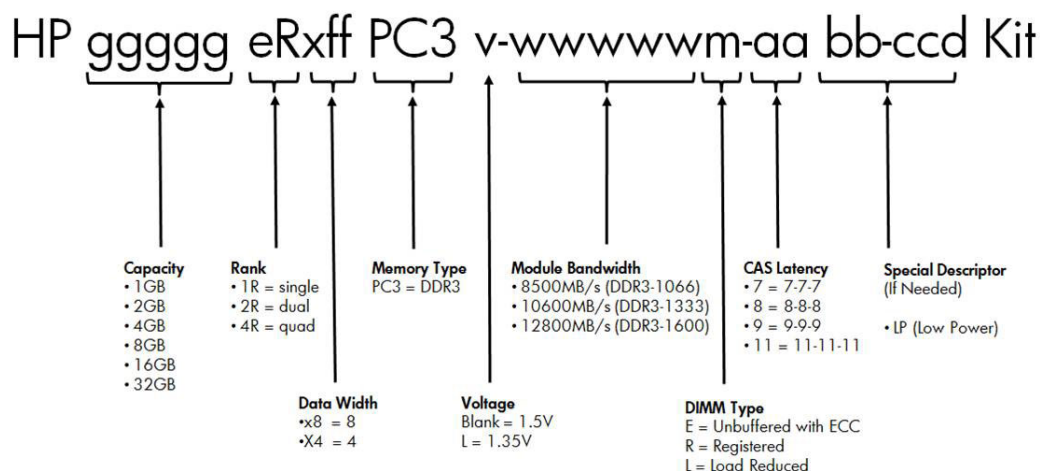 HP ggggg eRxff PC3 v-wwwwwm-aa bb-ccd Kit
Capacity
• 1GB
• 2GB
• 4GB
• 8GB
• 16GB
• 32GB
Rank
• 1R = single
• 2R = dual
• 4R = quad
Memory Type
PC3 = DDR3
Module Bandwidth
• 8500MB/s (DDR3-1066)
• 10600MB/s (DDR3-1333)
• 12800MB/s (DDR3-1600)
CAS Latency
• 7 = 7-7-7
• 8 = 8-8-8
• 9 = 9-9-9
• 11 = 11-11-11
Special Descriptor
(If Needed)
• LP (Low Power)
Data Width
•x8 = 8
•X4 = 4
Voltage
Blank = 1.5V
L = 1.35V
DIMM Type
E = Unbuffered with ECC
R = Registered
L = Load Reduced